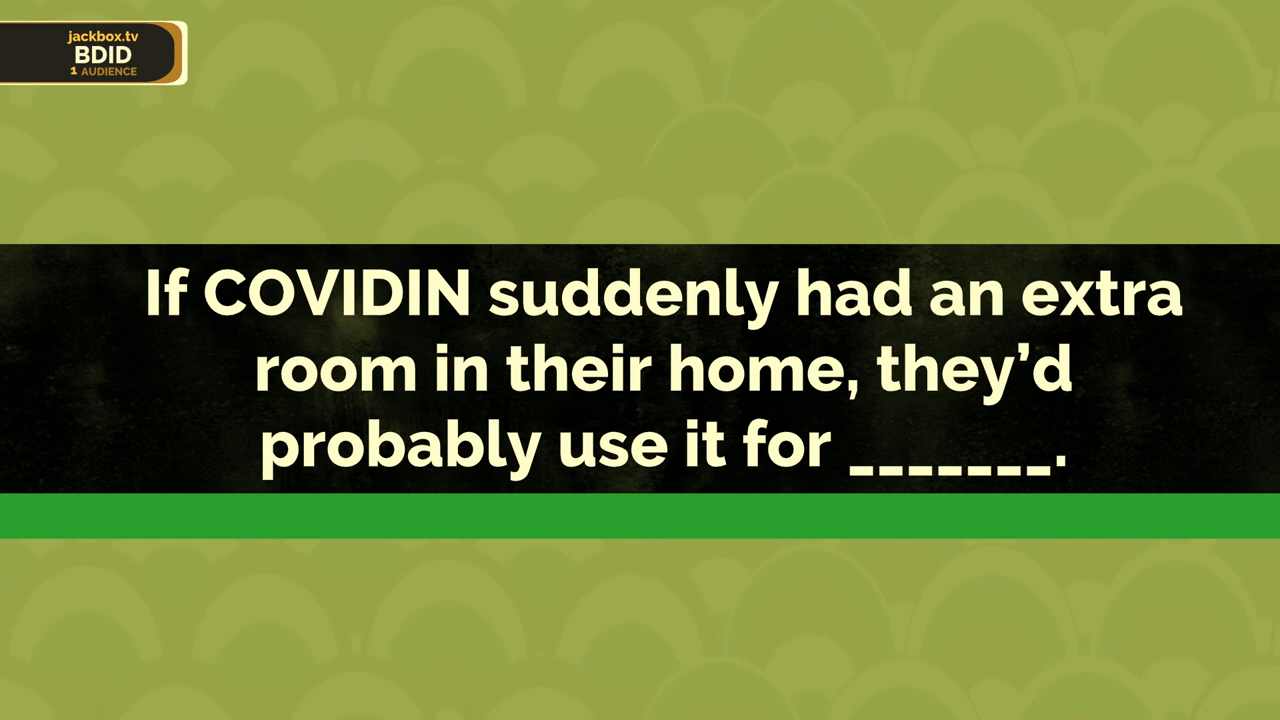 jackbox.tv
BDID
1 AUDIENCE
If COVIDIN suddenly had an extra
room in their home, they’d
probably use it for _______.